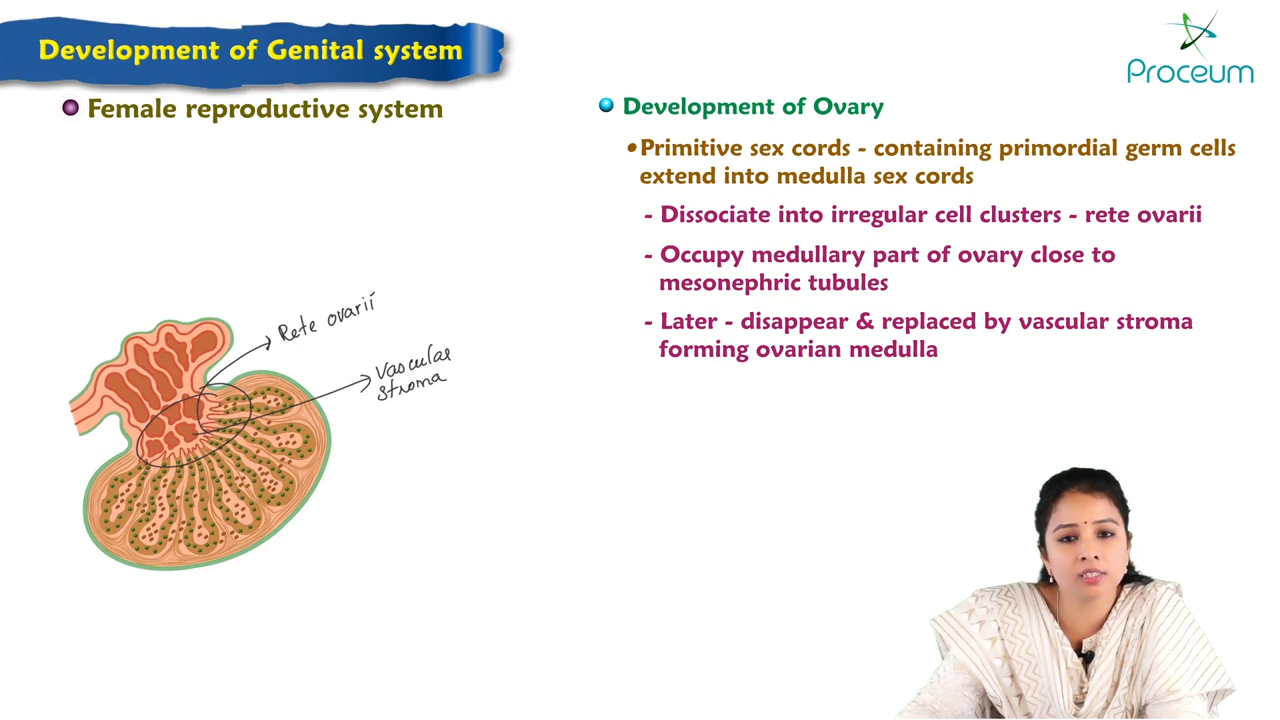 Development of Genital system
Proceum
Female reproductive system
Development of Ovary
•Primitive sex cords - containing primordial germ cells
extend into medulla sex cords
- Dissociate into irregular cell clusters - rete ovarii
- Occupy medullary part of ovary close to
mesonephric tubules
- Later - disappear & replaced by vascular stroma
forming ovarian medulla
Rete ovarii
Vascular
stroma